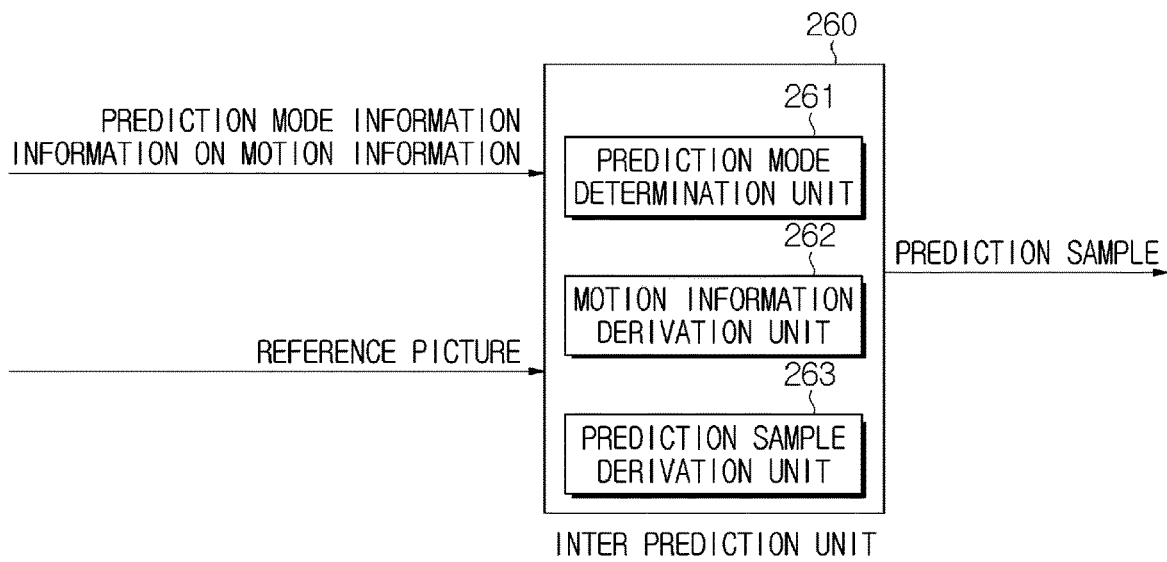 260
PREDICTION MODE INFORMATION
INFORMATION ON MOTION INFORMATION
261
PREDICTION MODE
DETERMINATION UNIT
262
MOTION INFORMATION
DERIVATION UNIT
PREDICTION SAMPLE
REFERENCE PICTURE
263
PREDICTION SAMPLE
DERIVATION UNIT
INTER PREDICTION UNIT